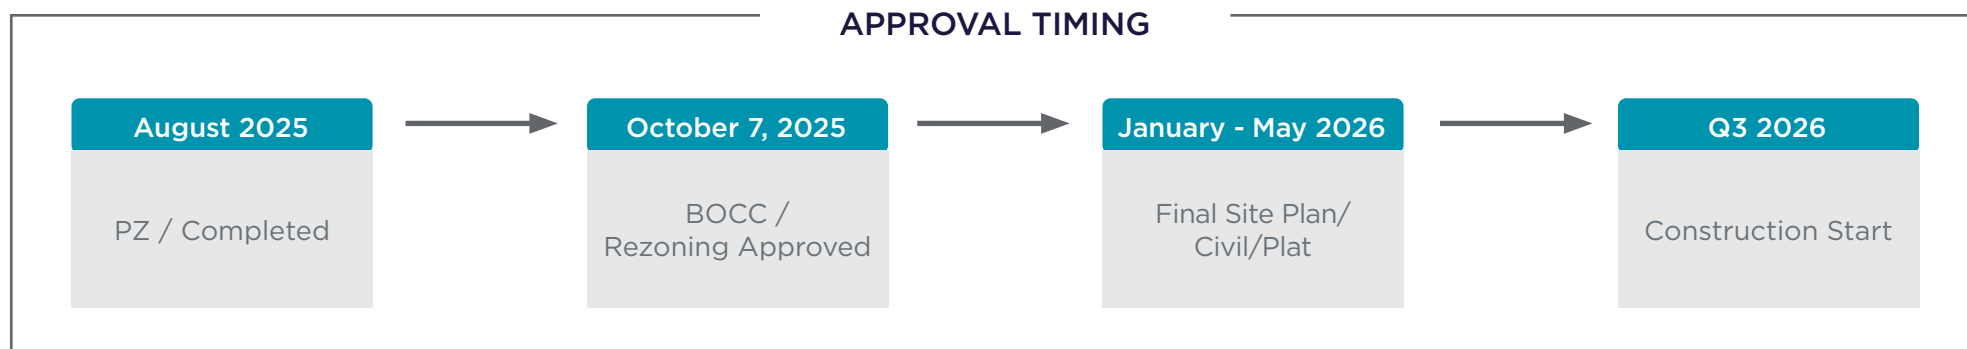 APPROVAL TIMING
August 2025
PZ / Completed
October 7, 2025
BOCC /
Rezoning Approved
January - May 2026
Final Site Plan/
Civil/Plat
Q3 2026
Construction Start